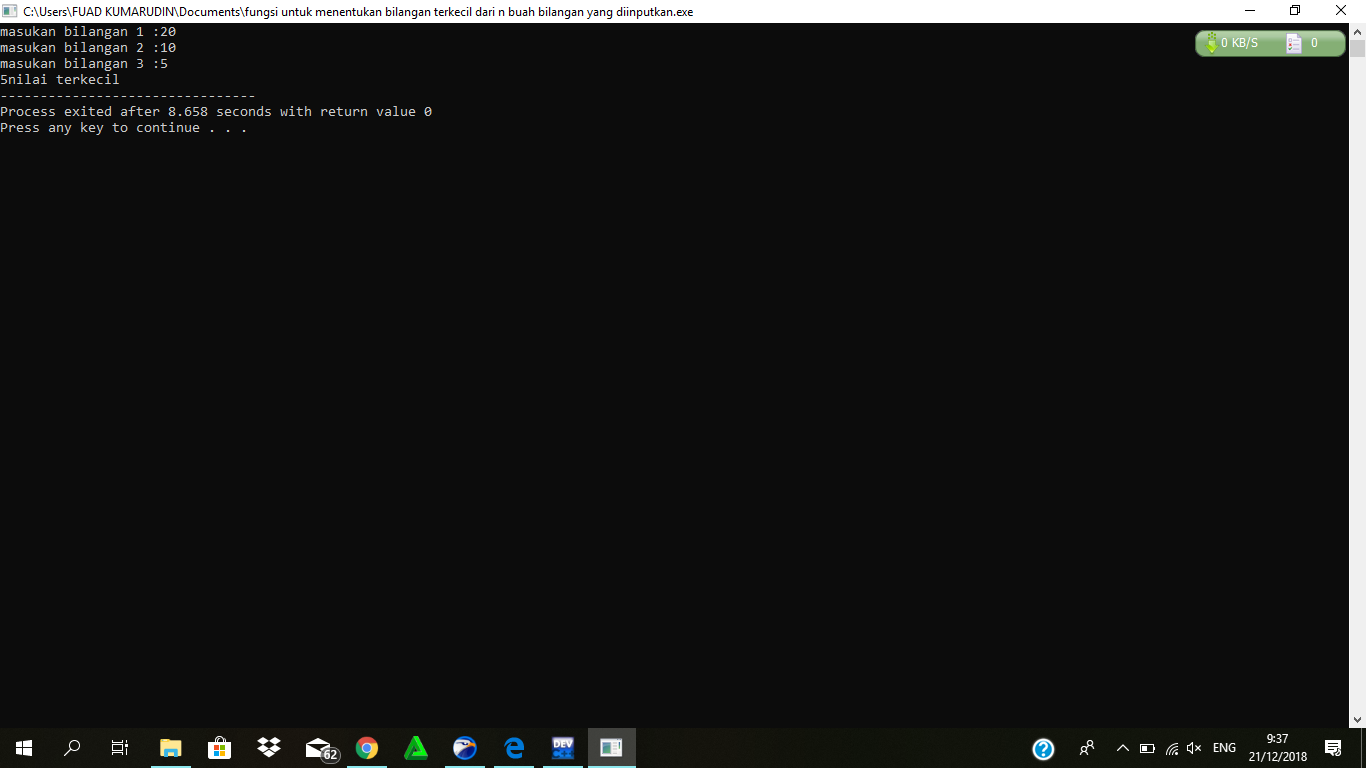 C:\Users\FUAD KUMARUDIN\Documents\fungsi untuk menentukan bilangan terkecil dari n buah bilangan yang diinputkan.exe
masukan bilangan 1 :20
masukan bilangan 2 :10
masukan bilangan 3 :5
5nilai terkecil
--------------------------------
Process exited after 8.658 seconds with return value 0
Press any key to continue . . .
0 KB/S 0
62
DEV
ENG
9:37
21/12/2018